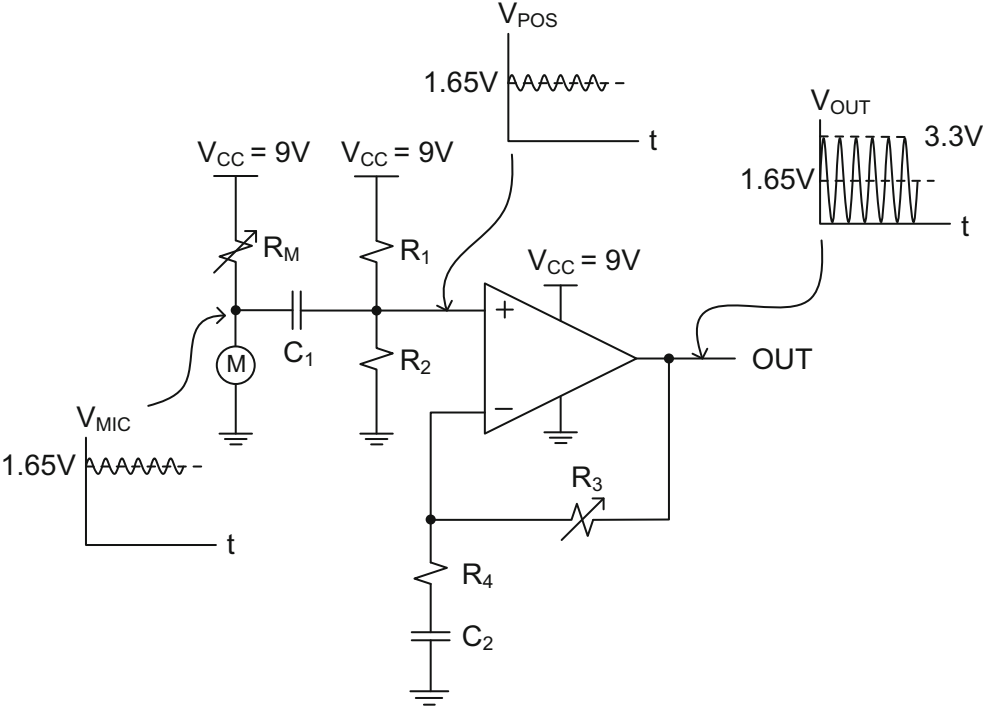 V_POS
1.65V
t
V_OUT
3.3V
1.65V
t
V_CC = 9V V_CC = 9V
R_M
R_1
V_CC = 9V
+
C_1
R_2
M
OUT
−
V_MIC
1.65V
t
R_3
R_4
C_2